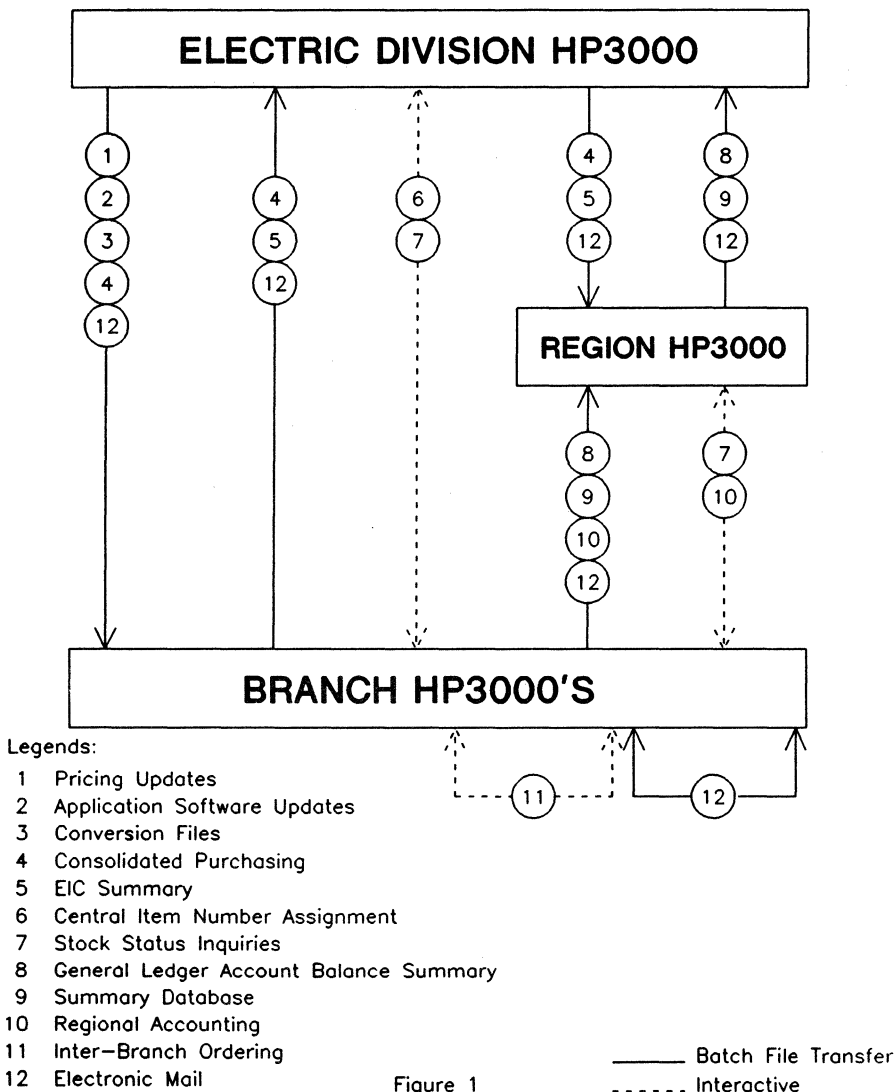 ELECTRIC DIVISION HP3000
1
2
3
4
12
4
5
12
6
7
4
5
12
8
9
12
REGION HP3000
8
9
10
12
7
10
BRANCH HP3000'S
11
12
Legends:
1 Pricing Updates
2 Application Software Updates
3 Conversion Files
4 Consolidated Purchasing
5 EIC Summary
6 Central Item Number Assignment
7 Stock Status Inquiries
8 General Ledger Account Balance Summary
9 Summary Database
10 Regional Accounting
11 Inter-Branch Ordering
12 Electronic Mail
Figure 1
Batch File Transfer
Interactive